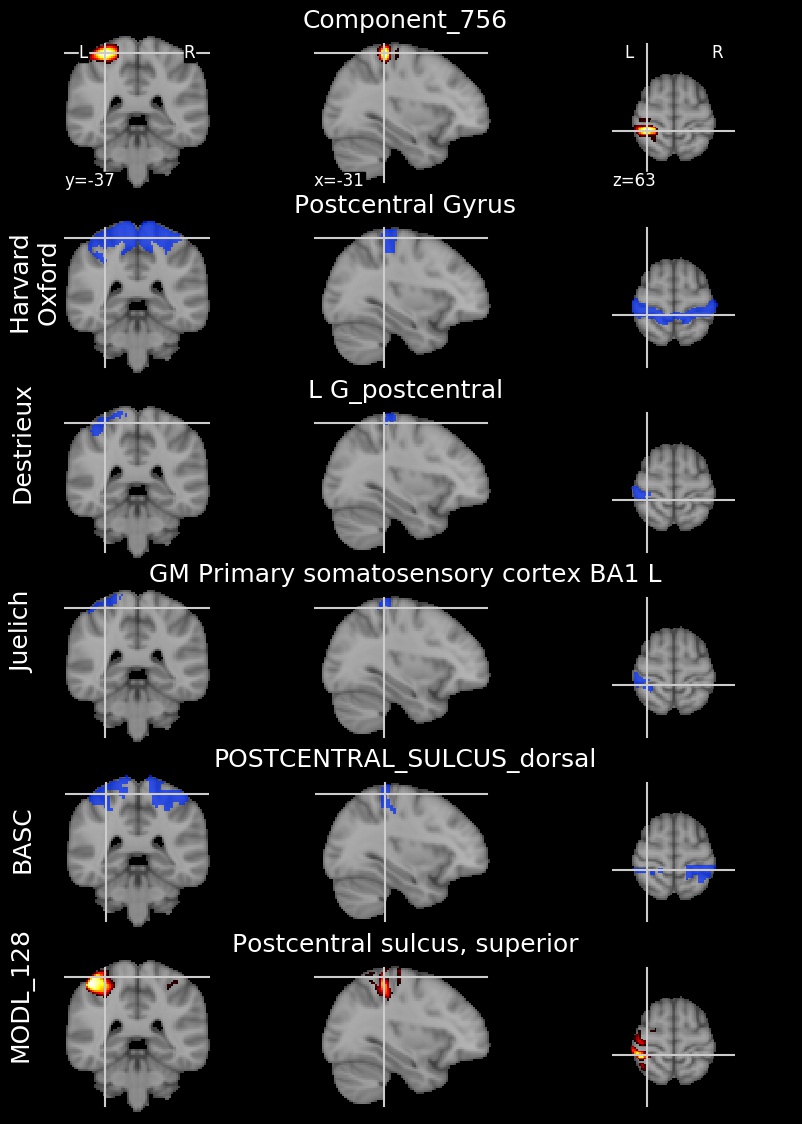 Component_756
L R
L R
y=-37
x=-31
z=63
Postcentral Gyrus
Harvard
Oxford
L G_postcentral
Destrieux
GM Primary somatosensory cortex BA1 L
Juelich
POSTCENTRAL_SULCUS_dorsal
BASC
Postcentral sulcus, superior
MODL_128